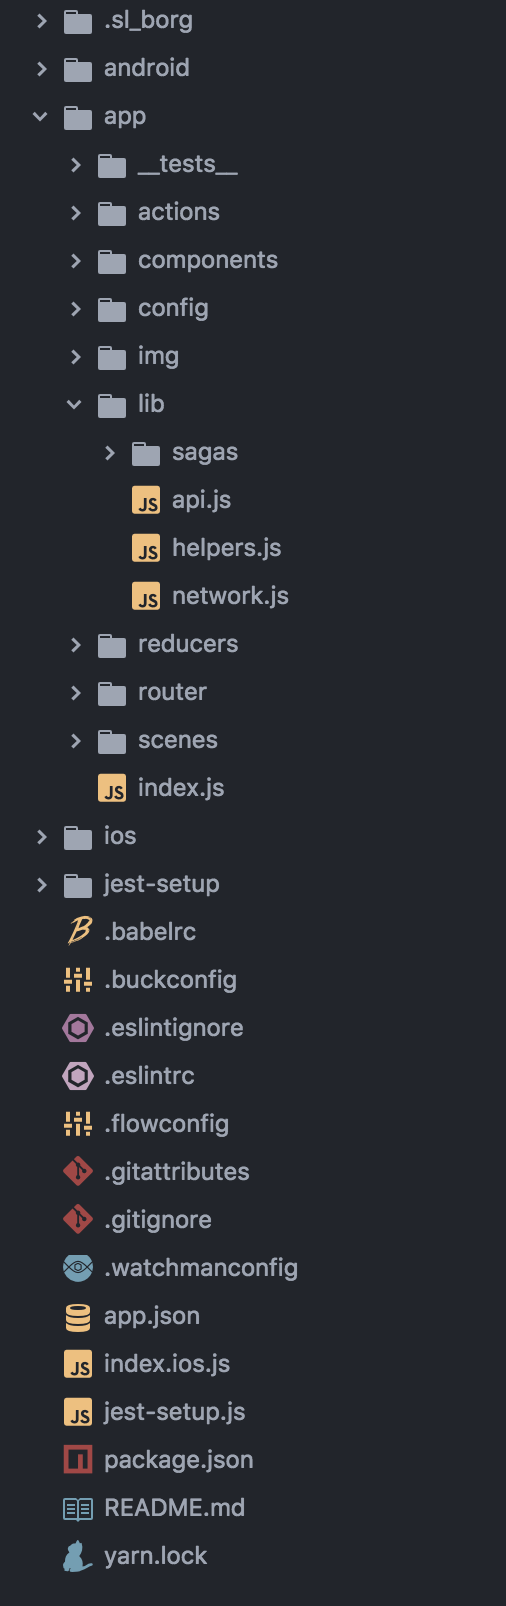 .sl_borg
android
app
__tests__
actions
components
config
img
lib
sagas
JS api.js
JS helpers.js
JS network.js
reducers
router
scenes
JS index.js
ios
jest-setup
B .babelrc
.buckconfig
.eslintignore
.eslintrc
.flowconfig
.gitattributes
.gitignore
.watchmanconfig
app.json
JS index.ios.js
JS jest-setup.js
package.json
README.md
yarn.lock